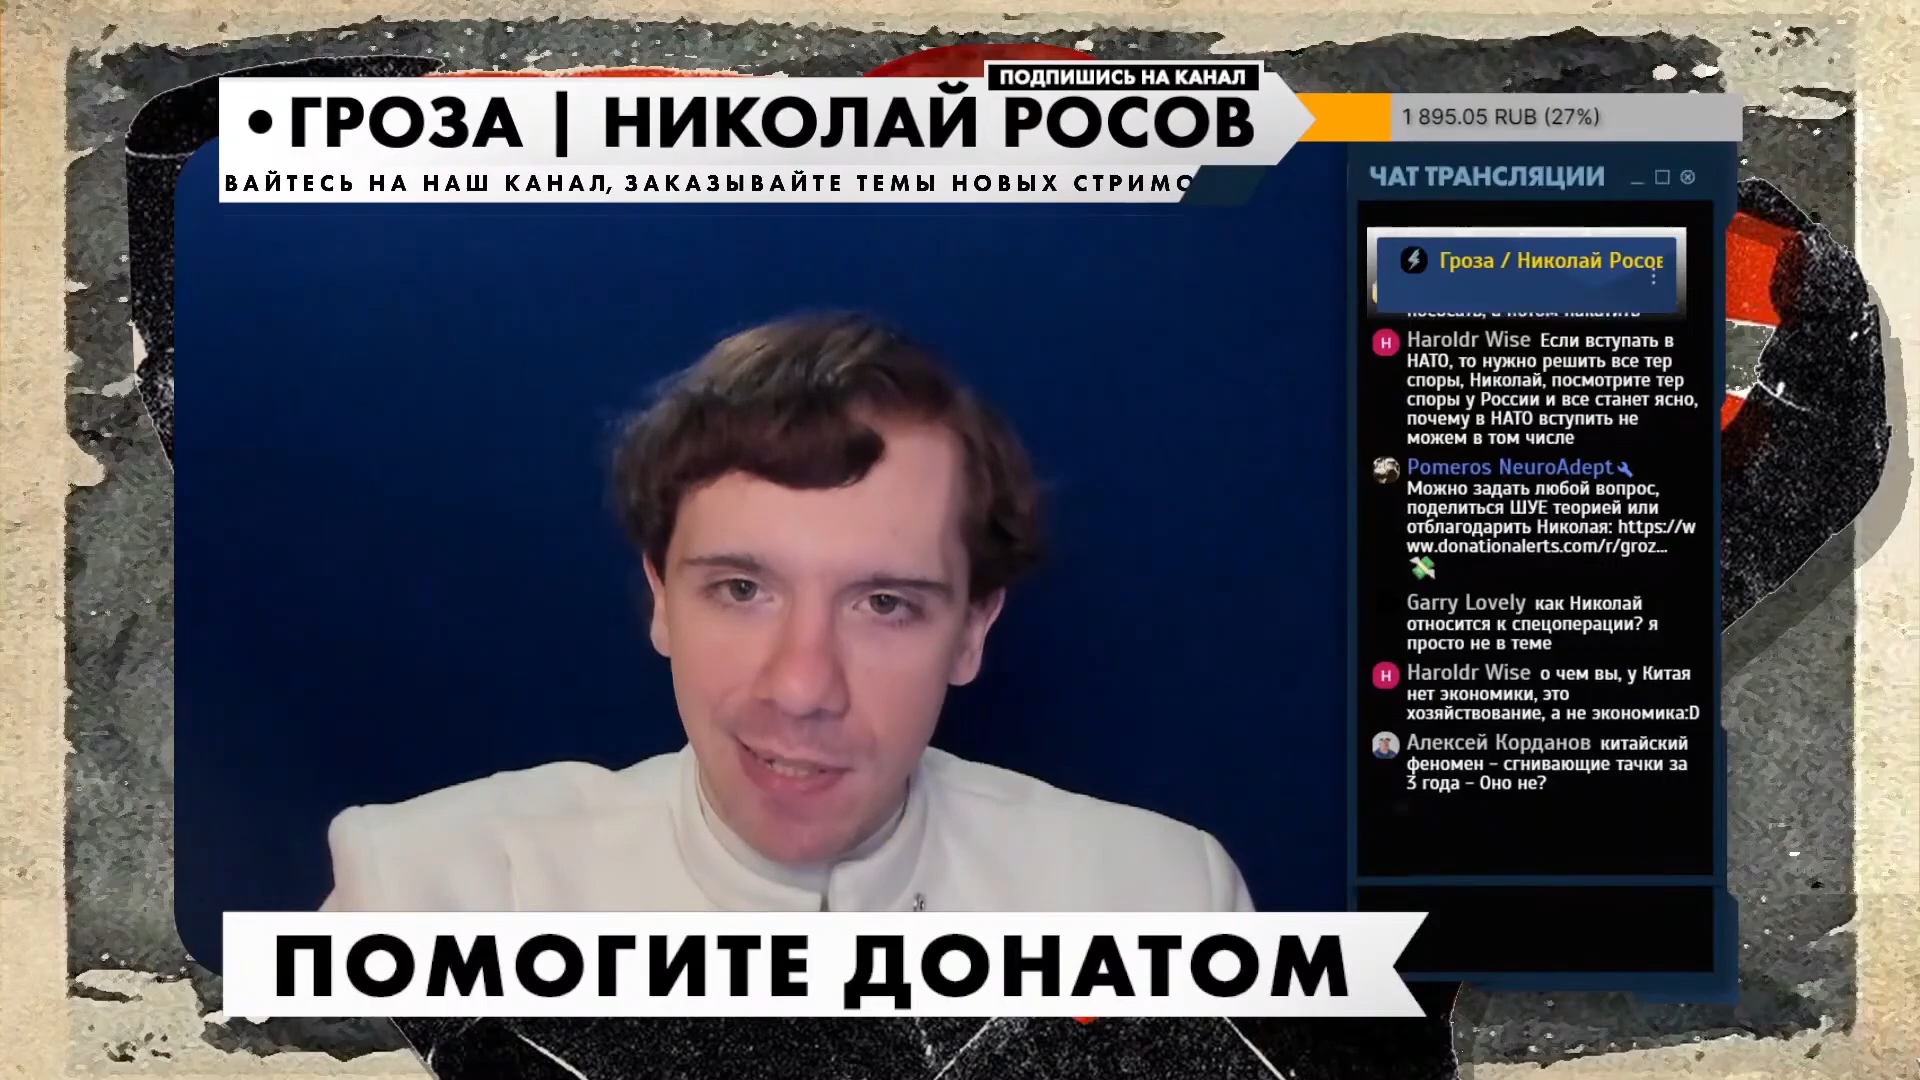 ПОДПИШИСЬ НА КАНАЛ
• ГРОЗА | НИКОЛАЙ РОСОВ
ВАЙТЕСЬ НА НАШ КАНАЛ, ЗАКАЗЫВАЙТЕ ТЕМЫ НОВЫХ СТРИМО
1 895.05 RUB (27%)
ЧАТ ТРАНСЛЯЦИИ
Гроза / Николай Росов
Haroldr Wise Если вступать в
НАТО, то нужно решить все тер
споры, Николай, посмотрите тер
споры у России и все станет ясно,
почему в НАТО вступить не
можем в том числе
Pomeros NeuroAdept
Можно задать любой вопрос,
поделиться ШУЕ теорией или
отблагодарить Николая: https://w
ww.donationalerts.com/r/groz...
Garry Lovely как Николай
относится к спецоперации? я
просто не в теме
H Haroldr Wise о чем вы, у Китая
нет экономики, это
хозяйствование, а не экономика:D
Алексей Корданов китайский
феномен – сгнивающие тачки за
3 года – Оно не?
ПОМОГИТЕ ДОНАТОМ